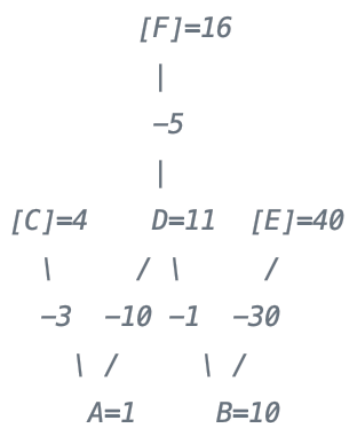 [F]=16
|
-5
|
[C]=4 D=11 [E]=40
\ / \ /
-3 -10 -1 -30
\ / \ /
A=1 B=10